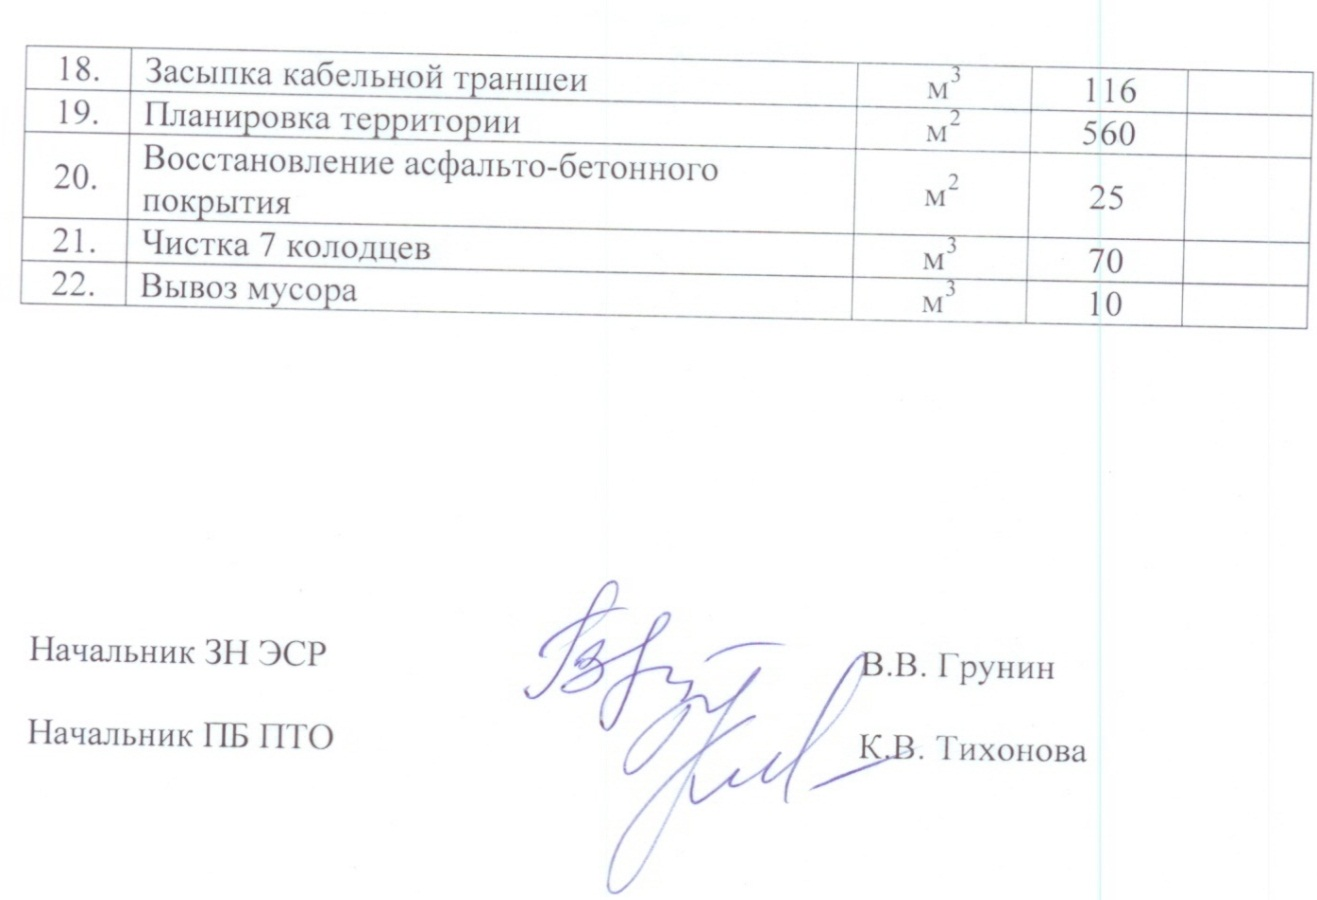 18. Засыпка кабельной траншеи м³ 116
19. Планировка территории м² 560
20. Восстановление асфальто-бетонного
покрытия м² 25
21. Чистка 7 колодцев м³ 70
22. Вывоз мусора м³ 10
Начальник ЗН ЭСР В.В. Грунин
Начальник ПБ ПТО К.В. Тихонова